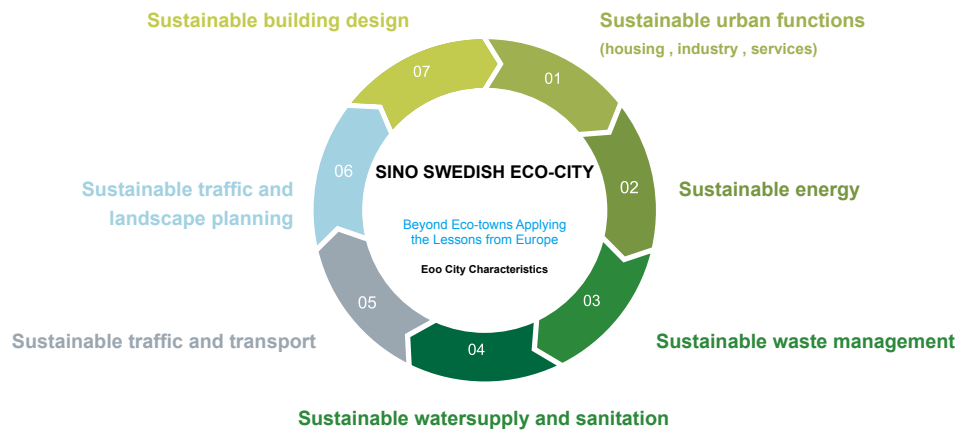 Sustainable building design
Sustainable urban functions
(housing , industry , services)
07
01
06
SINO SWEDISH ECO-CITY
02
Sustainable traffic and
landscape planning
Sustainable energy
Beyond Eco-towns Applying
the Lessons from Europe
Eoo City Characteristics
05
03
Sustainable traffic and transport
04
Sustainable waste management
Sustainable watersupply and sanitation